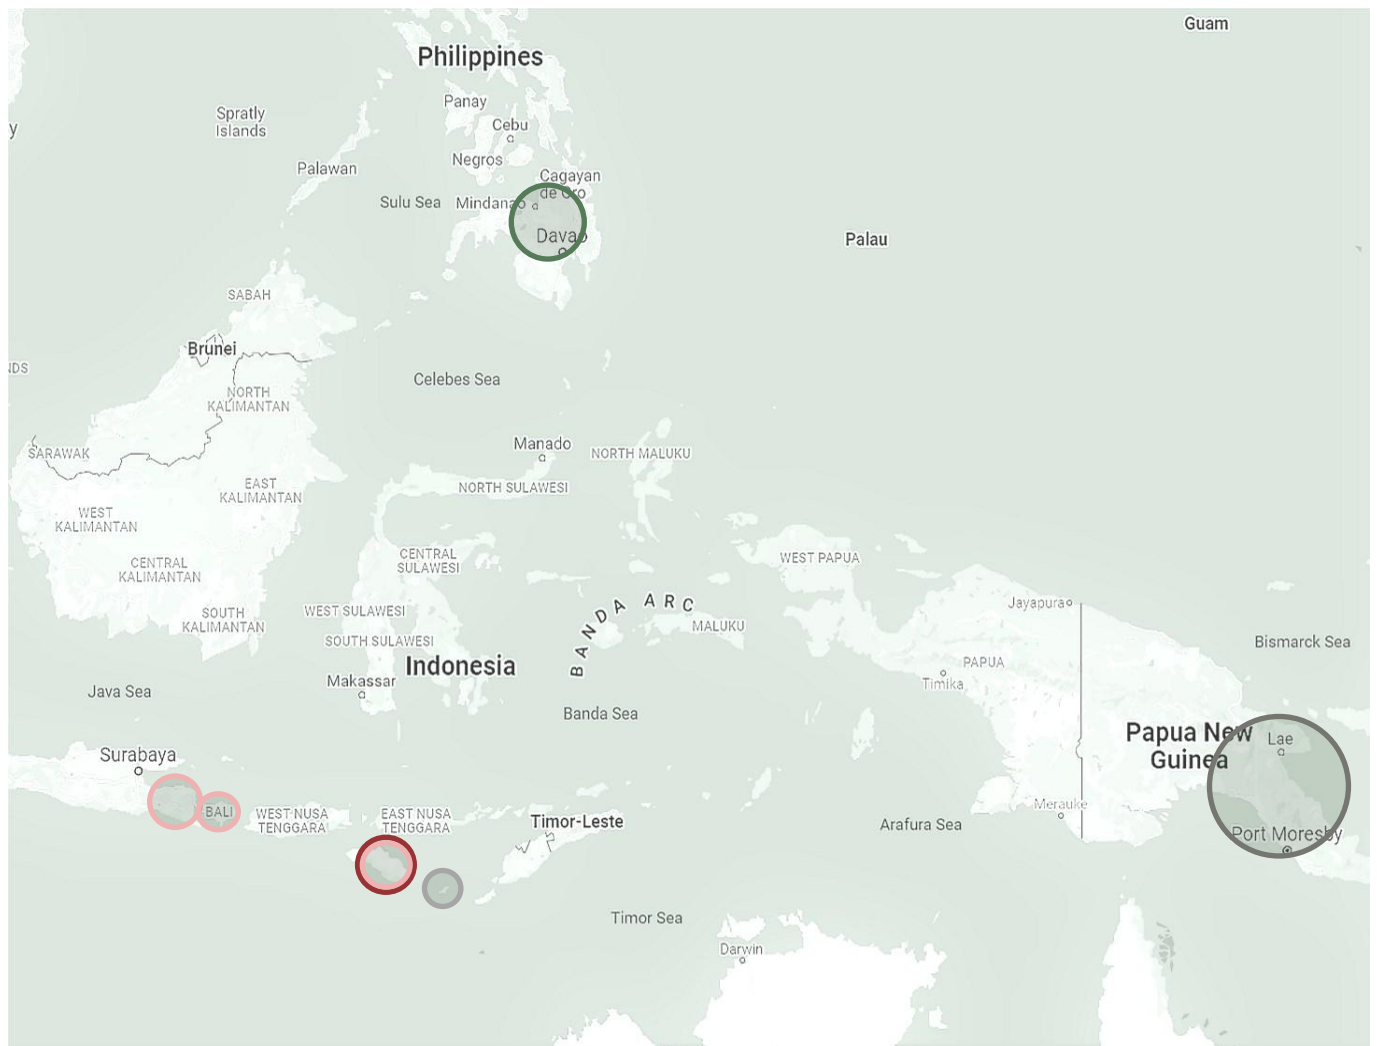 Guam
Philippines
Panay
Spratly
Islands
Cebu
y
Negros
Palawan
Cagayan
de Oro
Sulu Sea
Mindanao
Davao
Palau
SABAH
Brunei
NDS
Celebes Sea
NORTH
KALIMANTAN
Manado
NORTH MALUKU
SARAWAK
NORTH SULAWESI
EAST
KALIMANTAN
WEST
KALIMANTAN
CENTRAL
SULAWESI
WEST PAPUA
CENTRAL
KALIMANTAN
BANDA ARC
Jayapura
WEST SULAWESI
SOUTH
KALIMANTAN
MALUKU
SOUTH SULAWESI
Bismarck Sea
Indonesia
PAPUA
Makassar
Timika
Java Sea
Banda Sea
Papua New
Guinea
Lae
Surabaya
Merauke
BALI
WEST NUSA
TENGGARA
EAST NUSA
TENGGARA
Timor-Leste
Arafura Sea
Port Moresby
Timor Sea
Darwin